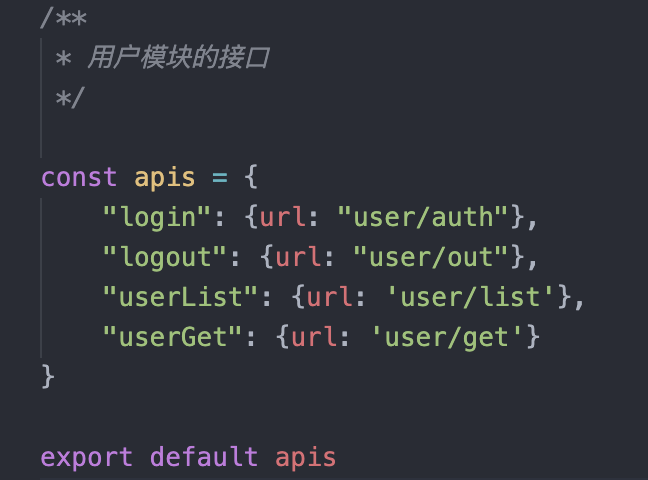 /**
 * 用户模块的接口
 */
const apis = {
    "login": {url: "user/auth"},
    "logout": {url: "user/out"},
    "userList": {url: 'user/list'},
    "userGet": {url: 'user/get'}
}
export default apis